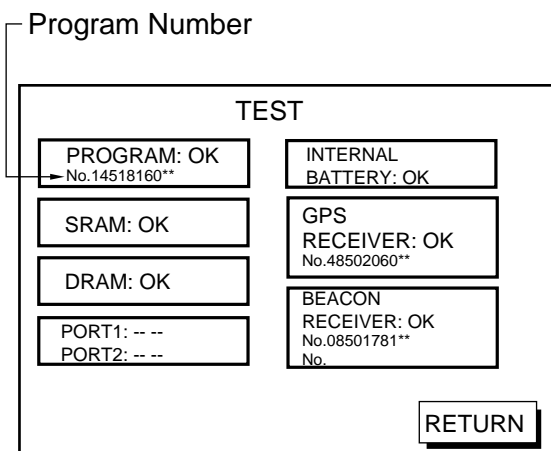 Program Number
TEST
PROGRAM: OK
No.14518160**
SRAM: OK
DRAM: OK
PORT1: -- --
PORT2: -- --
INTERNAL
BATTERY: OK
GPS
RECEIVER: OK
No.48502060**
BEACON
RECEIVER: OK
No.08501781**
No.
RETURN